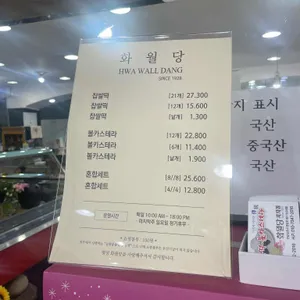 화월당
HWA WALL DANG
SINCE 1928
찹쌀떡 [21개] 27.300
찹쌀떡 [12개] 15.600
찹쌀떡 [낱개] 1.300
볼카스테라 [12개] 22.800
볼카스테라 [6개] 11.400
볼카스테라 [낱개] 1.900
혼합세트 [8/8] 25.600
혼합세트 [4/4] 12.800
영업시간
매일 10:00 AM - 18:00 PM
지 표시
국산
중국산
국산